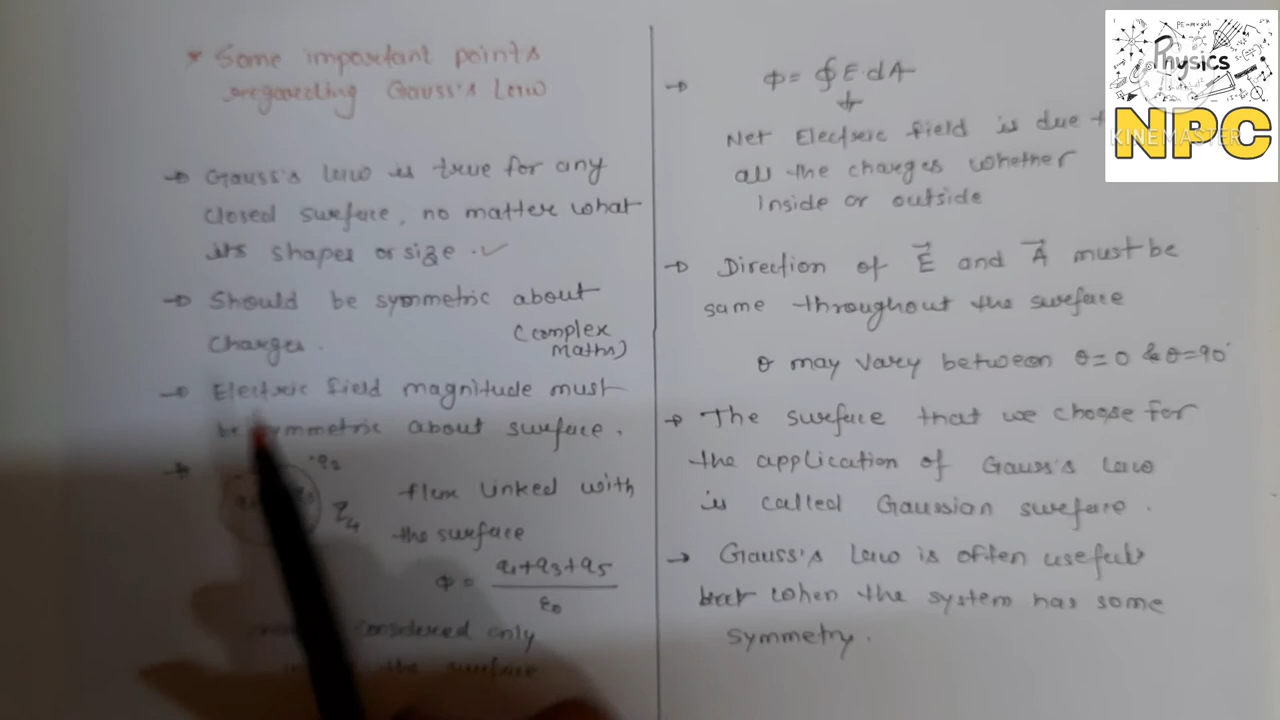 * Some important points
regarding Gauss's Law
→ Gauss's law is true for any
closed surface, no matter what
its shapes or size. ✓
→ Should be symmetric about
charges. (complex
maths)
→ Electric field magnitude must
be symmetric about surface.
→ q2
q4
flux linked with
the surface
Φ = q1+q3+q5
ε0
considered only
the surface
→ Φ = ∮E.dA
Net Electric field is due
all the charges whether
inside or outside
→ Direction of E⃗ and A⃗ must be
same throughout the surface
θ may vary between θ=0 & θ=90°
→ The surface that we choose for
the application of Gauss's law
is called Gaussian surface.
→ Gauss's law is often useful
when the system has some
symmetry.
Physics
NPC
KINEMASTER